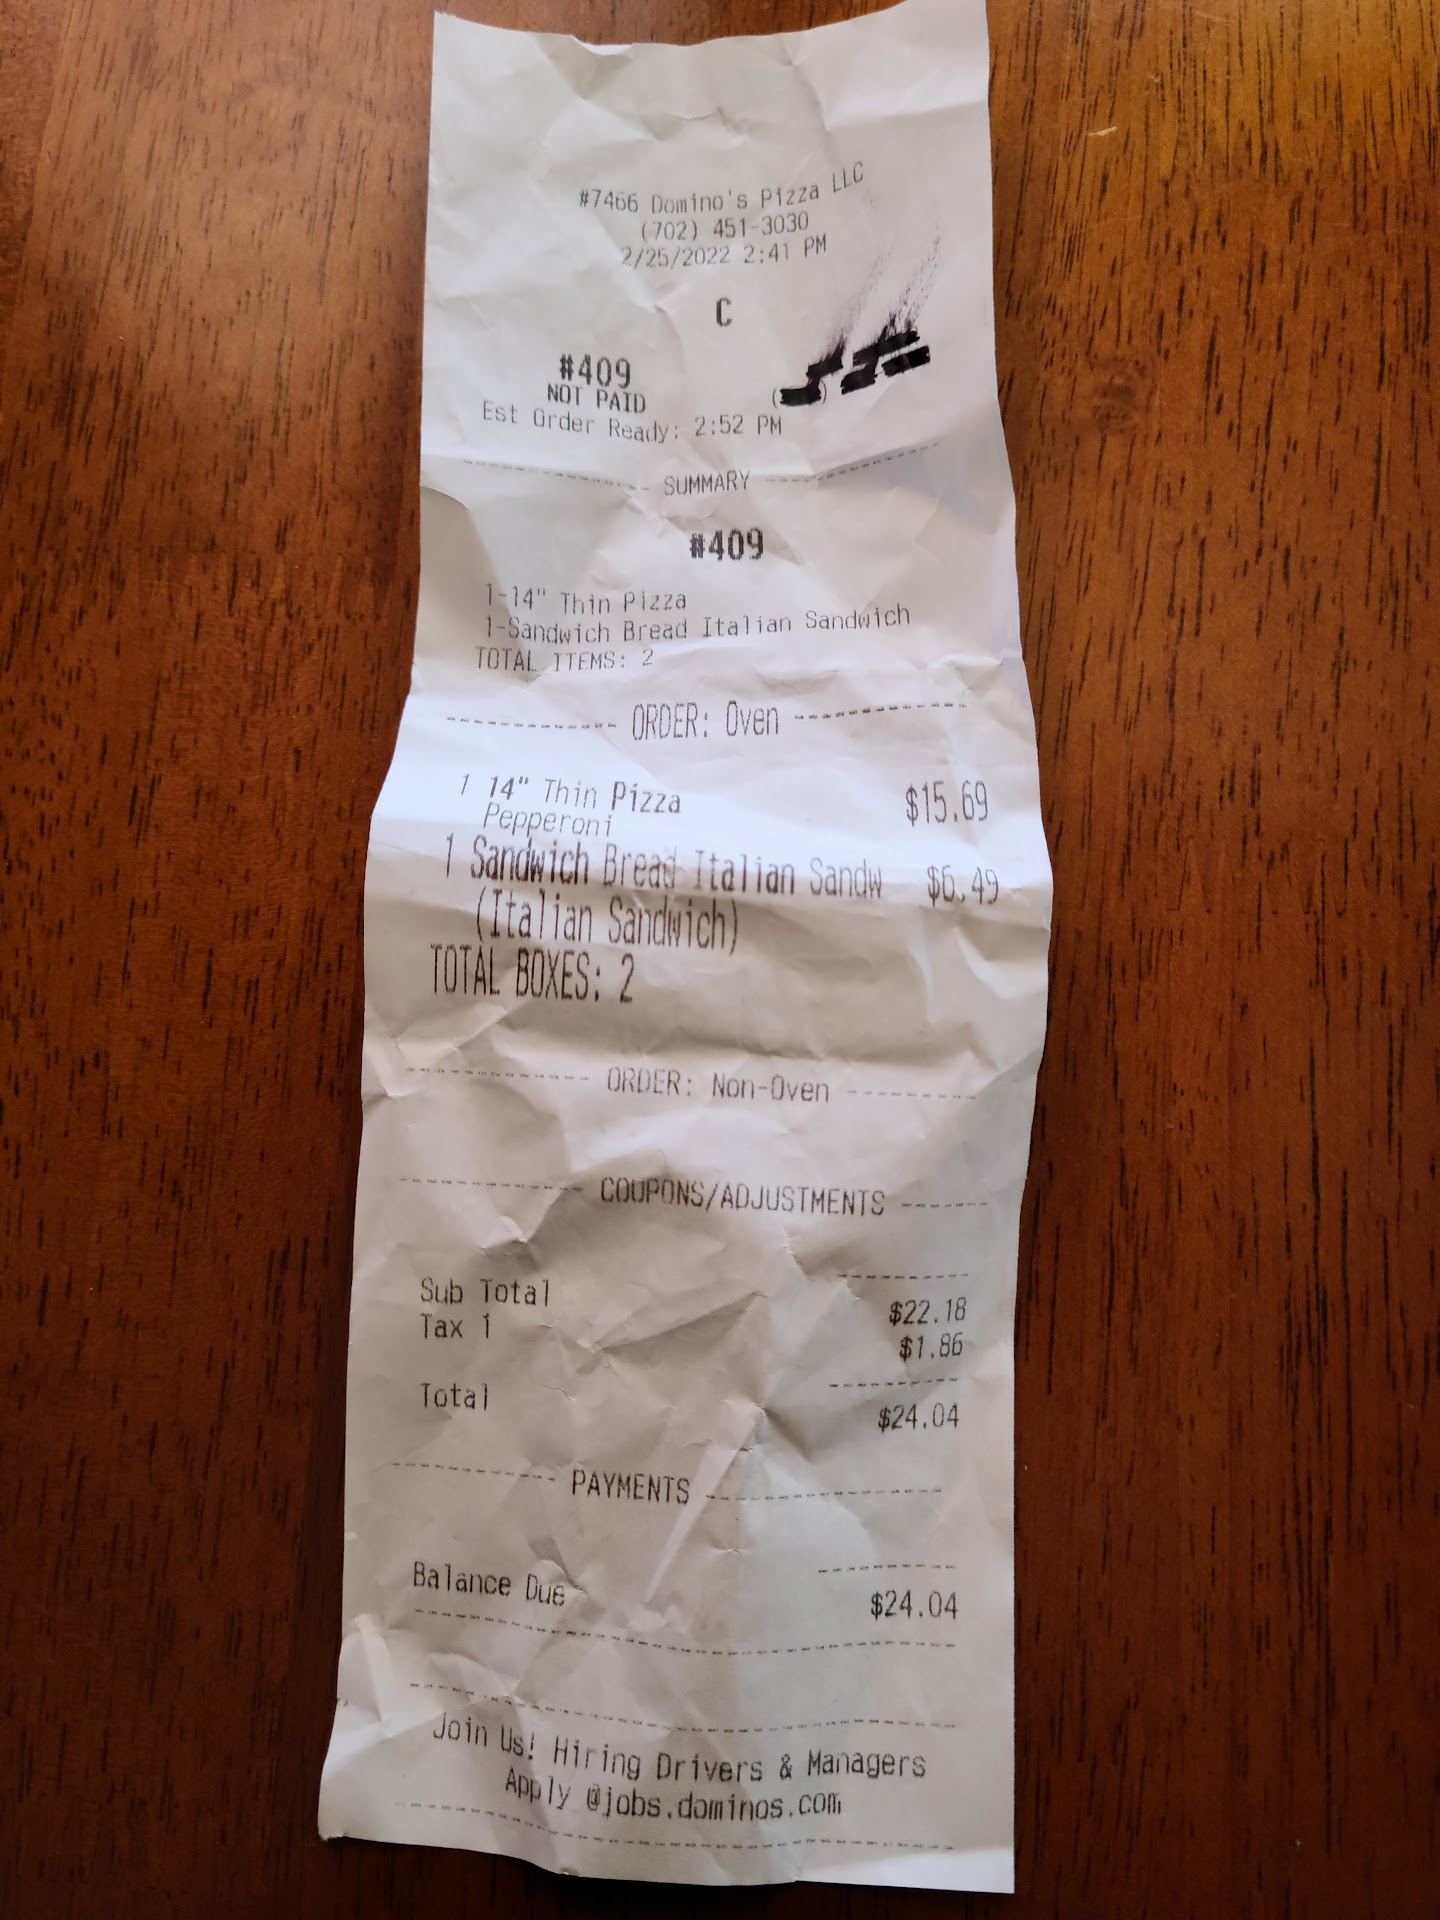 #7466 Domino's Pizza LLC
(702) 451-3030
2/25/2022 2:41 PM
C
#409
NOT PAID
Est Order Ready: 2:52 PM
SUMMARY
#409
1-14" Thin Pizza
1-Sandwich Bread Italian Sandwich
TOTAL ITEMS: 2
ORDER: Oven
1 14" Thin Pizza $15.69
Pepperoni
1 Sandwich Bread Italian Sandw $6.49
(Italian Sandwich)
TOTAL BOXES: 2
ORDER: Non-Oven
COUPONS/ADJUSTMENTS
Sub Total $22.18
Tax 1 $1.86
Total $24.04
PAYMENTS
Balance Due $24.04
Join Us! Hiring Drivers & Managers
Apply @jobs.dominos.com